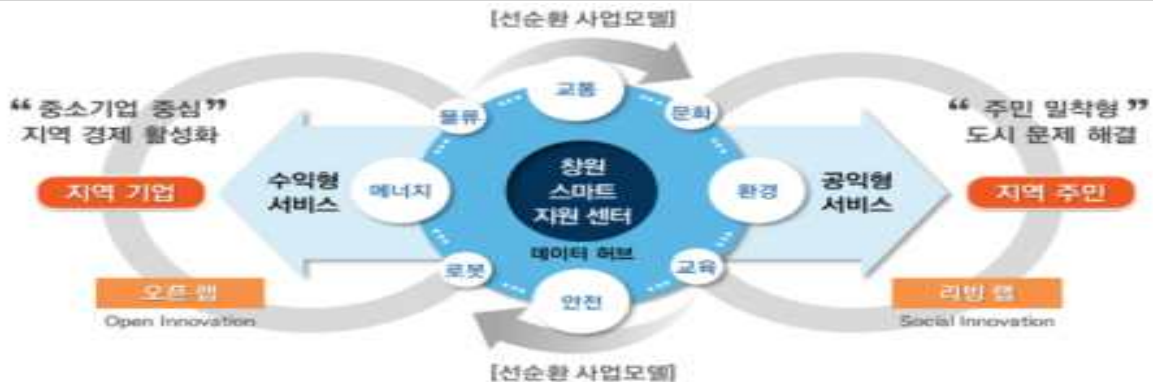 [선순환 사업모델]
교통
물류
문화
“ 중소기업 중심 ”
지역 경제 활성화
“ 주민 밀착형 ”
도시 문제 해결
지역 기업
수익형
서비스
에너지
창원
스마트
지원 센터
데이터 허브
환경
공익형
서비스
지역 주민
로봇
교육
안전
오픈 랩
Open Innovation
리빙 랩
Social Innovation
[선순환 사업모델]